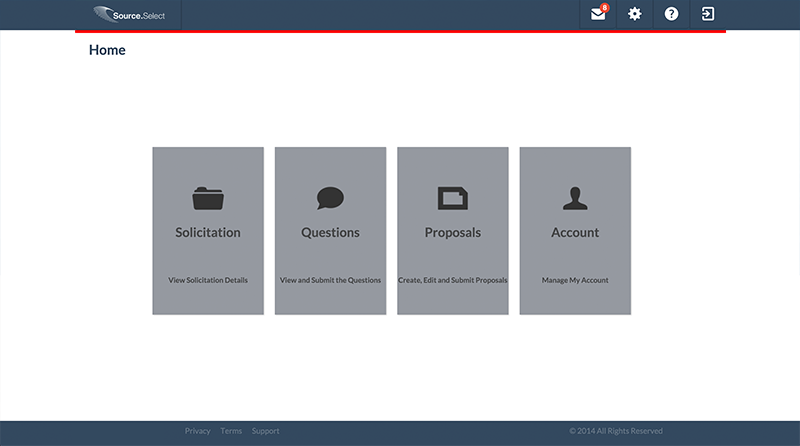 Source.Select
8
Home
Solicitation
View Solicitation Details
Questions
View and Submit the Questions
Proposals
Create, Edit and Submit Proposals
Account
Manage My Account
Privacy Terms Support
© 2014 All Rights Reserved